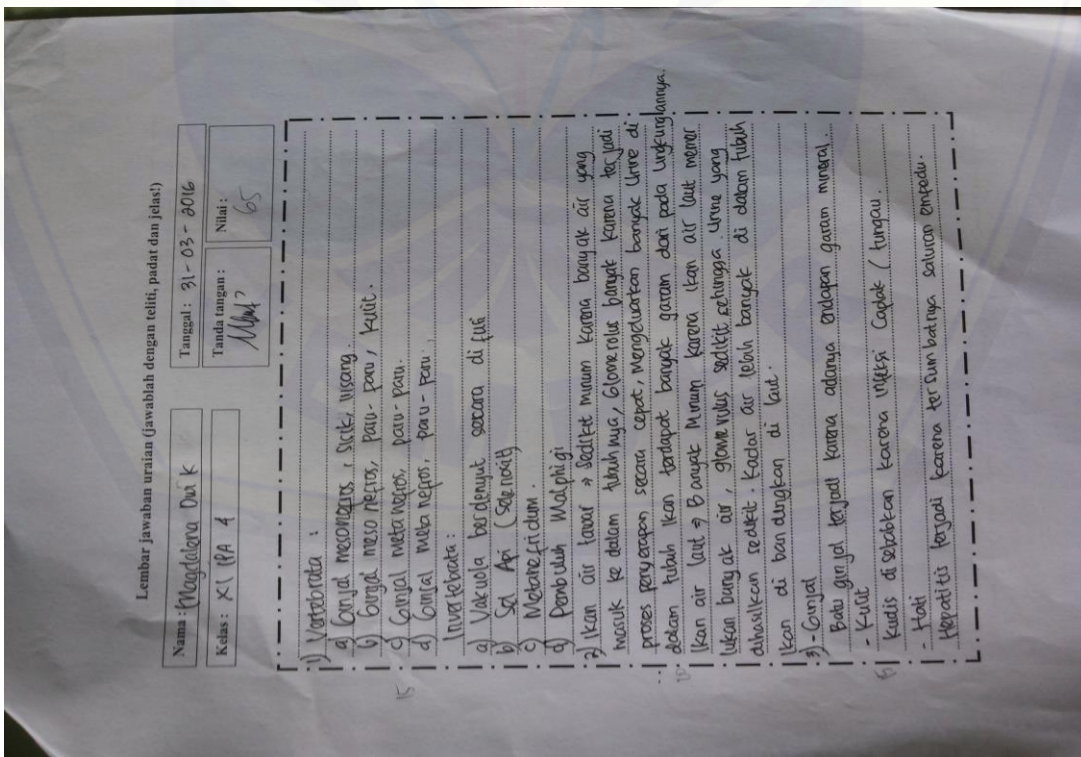 Lembar jawaban uraian (jawablah dengan teliti, padat dan jelas!)
Nama : Magdalena Dwi K
Tanggal : 31 - 03 - 2016
Kelas : XI IPA 4
Tanda tangan :
Nilai :
65
1) Vertebrata :
a) Ginjal mesonefros, Sisik, Insang.
b) Ginjal meso nefros, paru - paru, kulit.
c) Ginjal metanefros, paru - paru.
d) Ginjal meta nefros, paru - paru.
15
Invertebrata :
a) Vakuola berdenyut secara difusi
b) Sel Api (Solenosit)
c) Metanefridium.
d) Pembuluh Malphigi
2) Ikan air tawar → Sedikit minum karena banyak air yang
masuk ke dalam tubuhnya, Glomerolus banyak karena terjadi
proses penyerapan secara cepat, Mengeluarkan banyak Urine di
dalam tubuh Ikan terdapat banyak garam dari pada Lingkungannya.
Ikan air laut → Banyak Minum karena ikan air laut memer
lukan banyak air, glomerulus sedikit sehingga Urine yang
dihasilkan sedikit. Kadar air lebih banyak di dalam tubuh
Ikan di bandingkan di laut.
3) - Ginjal
Batu ginjal terjadi karena adanya endapan garam mineral.
- Kulit
Kudis disebabkan karena infeksi Caplak (tungau.
- Hati
Hepatitis terjadi karena tersumbatnya saluran empedu.